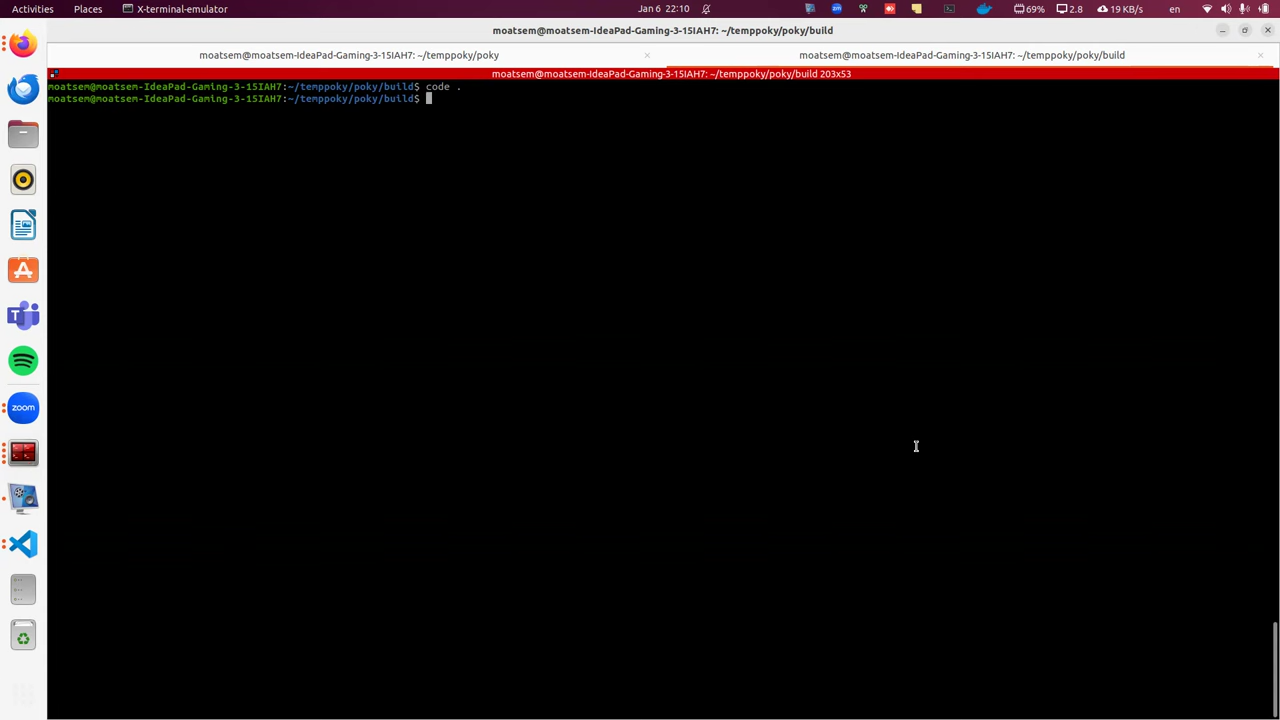 Activities Places X-terminal-emulator Jan 6 22:10 zm 69% 2.8 19 KB/s en
moatsem@moatsem-IdeaPad-Gaming-3-15IAH7: ~/temppoky/poky/build
moatsem@moatsem-IdeaPad-Gaming-3-15IAH7: ~/temppoky/poky × moatsem@moatsem-IdeaPad-Gaming-3-15IAH7: ~/temppoky/poky/build ×
moatsem@moatsem-IdeaPad-Gaming-3-15IAH7: ~/temppoky/poky/build 203x53
moatsem@moatsem-IdeaPad-Gaming-3-15IAH7:~/temppoky/poky/build$ code .
moatsem@moatsem-IdeaPad-Gaming-3-15IAH7:~/temppoky/poky/build$
zoom